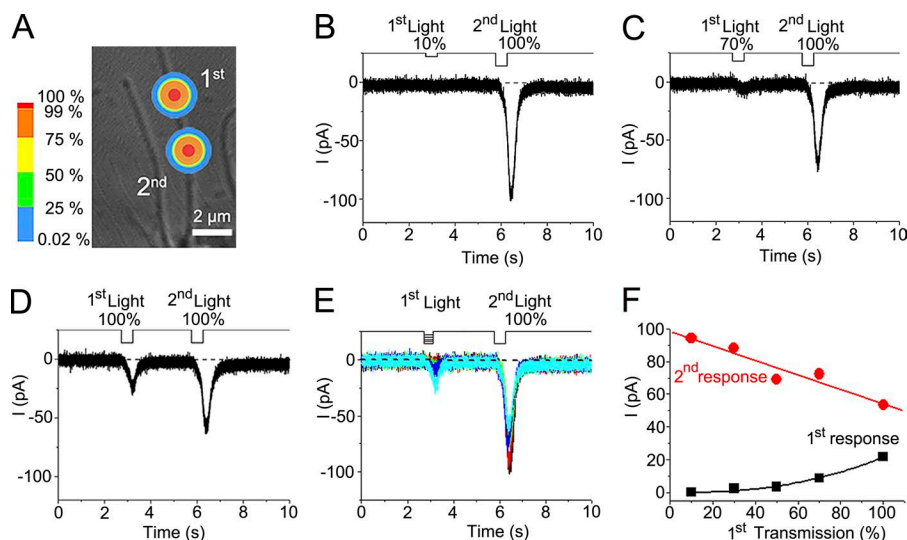 A
100 %
99 %
75 %
50 %
25 %
0.02 %
1st
2nd
2 μm
B
1st Light
10%
2nd Light
100%
I (pA)
0
-50
-100
0 2 4 6 8 10
Time (s)
C
1st Light
70%
2nd Light
100%
I (pA)
0
-50
-100
0 2 4 6 8 10
Time (s)
D
1st Light
100%
2nd Light
100%
I (pA)
0
-50
-100
0 2 4 6 8 10
Time (s)
E
1st Light
2nd Light
100%
I (pA)
0
-50
-100
0 2 4 6 8 10
Time (s)
F
I (pA)
100
80
60
40
20
0
2nd response
1st response
0 20 40 60 80 100
1st Transmission (%)